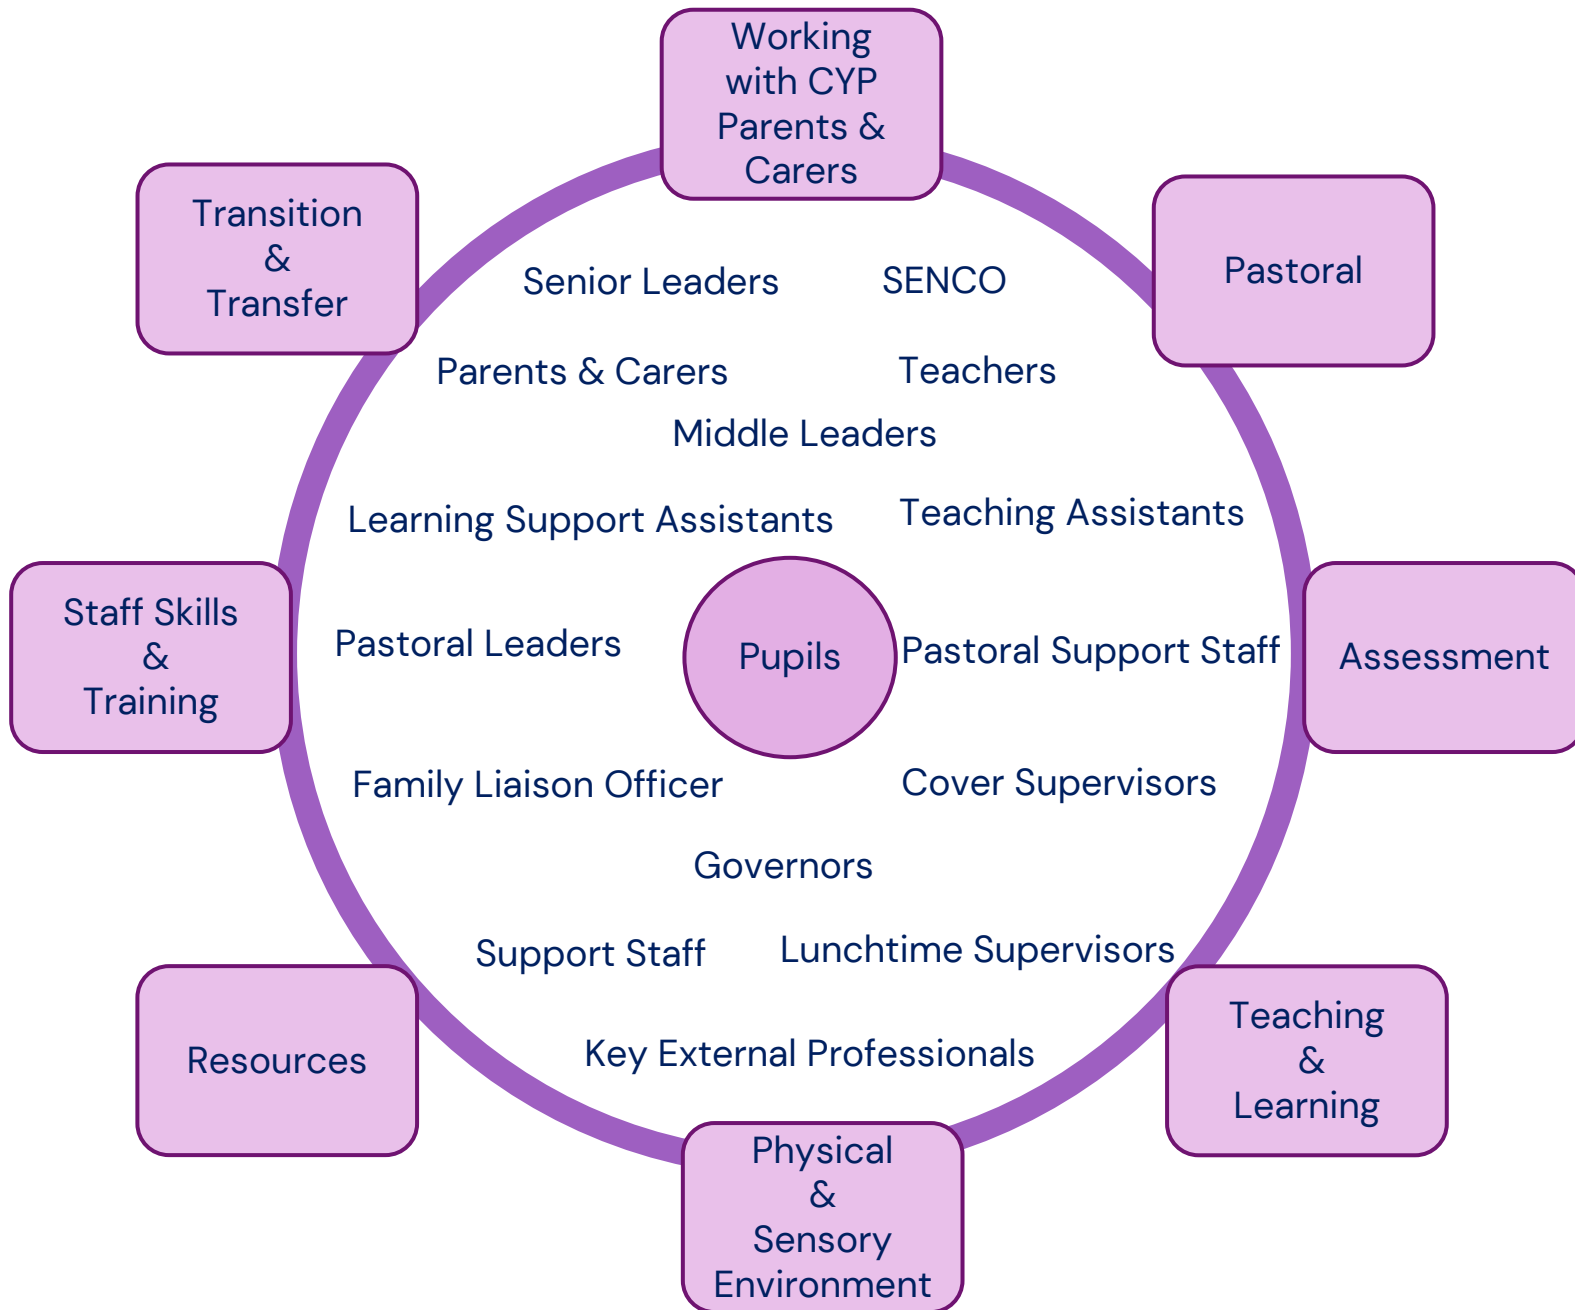 Working
with CYP
Parents &
Carers
Transition
&
Transfer
Pastoral
Senior Leaders
SENCO
Parents & Carers
Teachers
Middle Leaders
Learning Support Assistants
Teaching Assistants
Staff Skills
&
Training
Pastoral Leaders
Pupils
Pastoral Support Staff
Assessment
Family Liaison Officer
Cover Supervisors
Governors
Support Staff
Lunchtime Supervisors
Resources
Key External Professionals
Teaching
&
Learning
Physical
&
Sensory
Environment